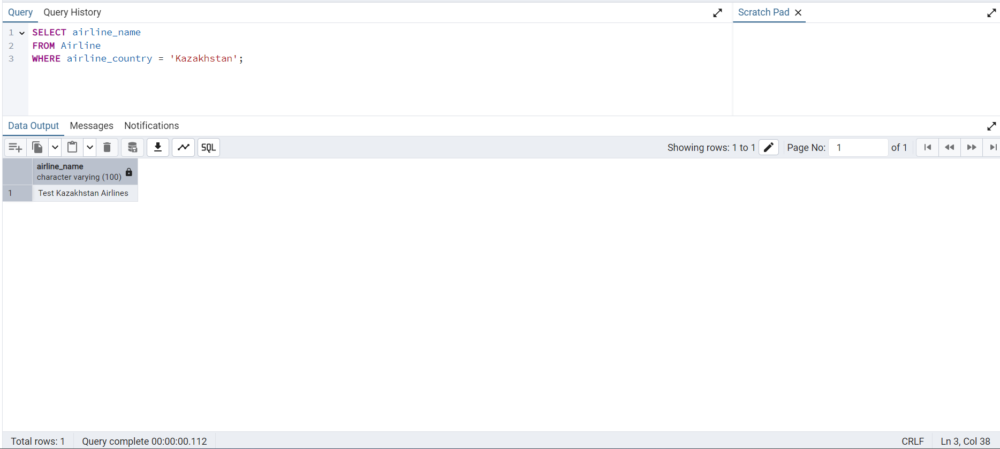 Query Query History
Scratch Pad
1 SELECT airline_name
2 FROM Airline
3 WHERE airline_country = 'Kazakhstan';
Data Output Messages Notifications
SQL Showing rows: 1 to 1 Page No: 1 of 1
airline_name
character varying (100)
1 Test Kazakhstan Airlines
Total rows: 1 Query complete 00:00:00.112 CRLF Ln 3, Col 38